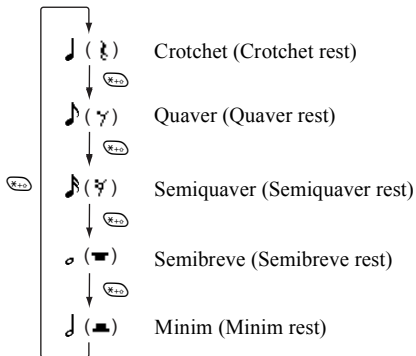 Crotchet (Crotchet rest)
Quaver (Quaver rest)
Semiquaver (Semiquaver rest)
Semibreve (Semibreve rest)
Minim (Minim rest)